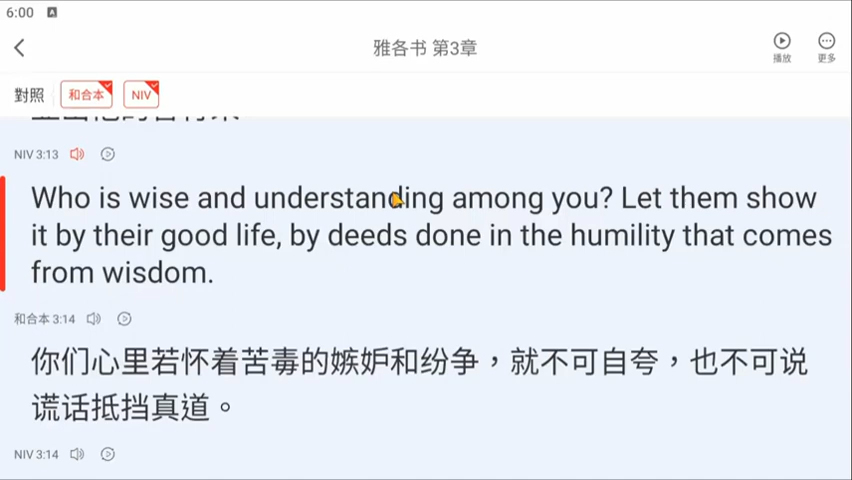 6:00 A
雅各书 第3章
播放
更多
對照
和合本
NIV
NIV 3:13
Who is wise and understanding among you? Let them show
it by their good life, by deeds done in the humility that comes
from wisdom.
和合本 3:14
你们心里若怀着苦毒的嫉妒和纷争，就不可自夸，也不可说
谎话抵挡真道。
NIV 3:14